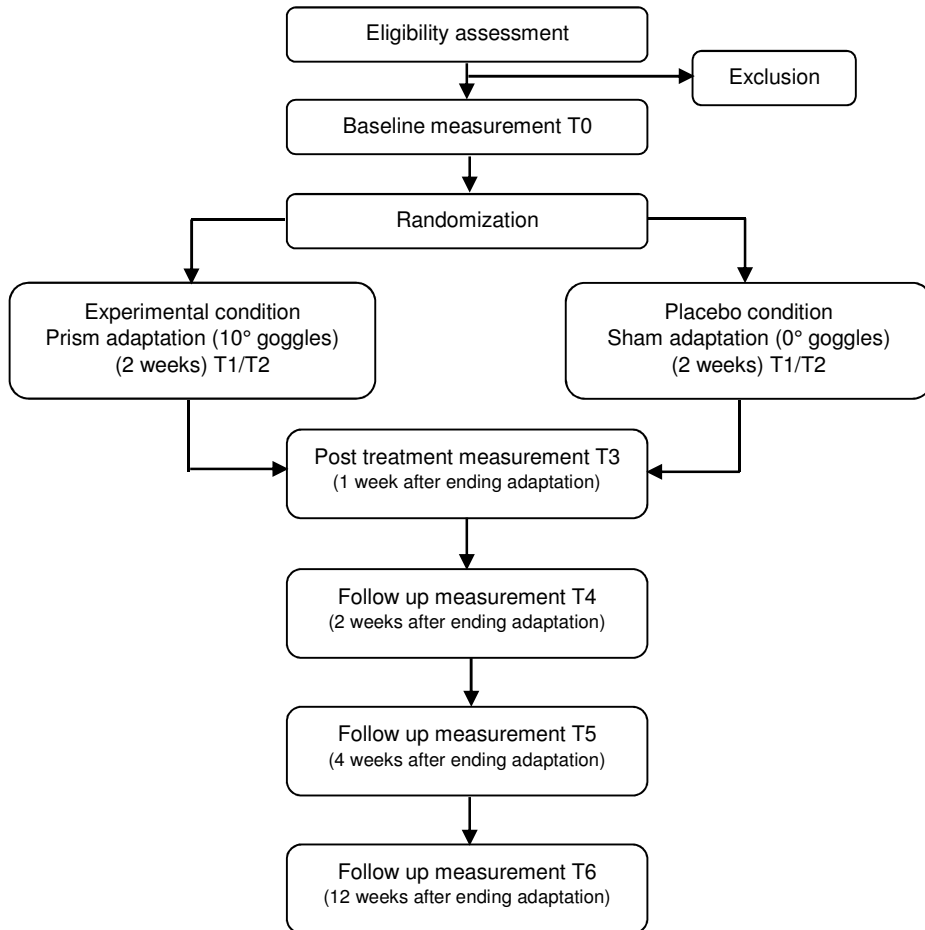 Eligibility assessment
Exclusion
Baseline measurement T0
Randomization
Experimental condition
Prism adaptation (10° goggles)
(2 weeks) T1/T2
Placebo condition
Sham adaptation (0° goggles)
(2 weeks) T1/T2
Post treatment measurement T3
(1 week after ending adaptation)
Follow up measurement T4
(2 weeks after ending adaptation)
Follow up measurement T5
(4 weeks after ending adaptation)
Follow up measurement T6
(12 weeks after ending adaptation)